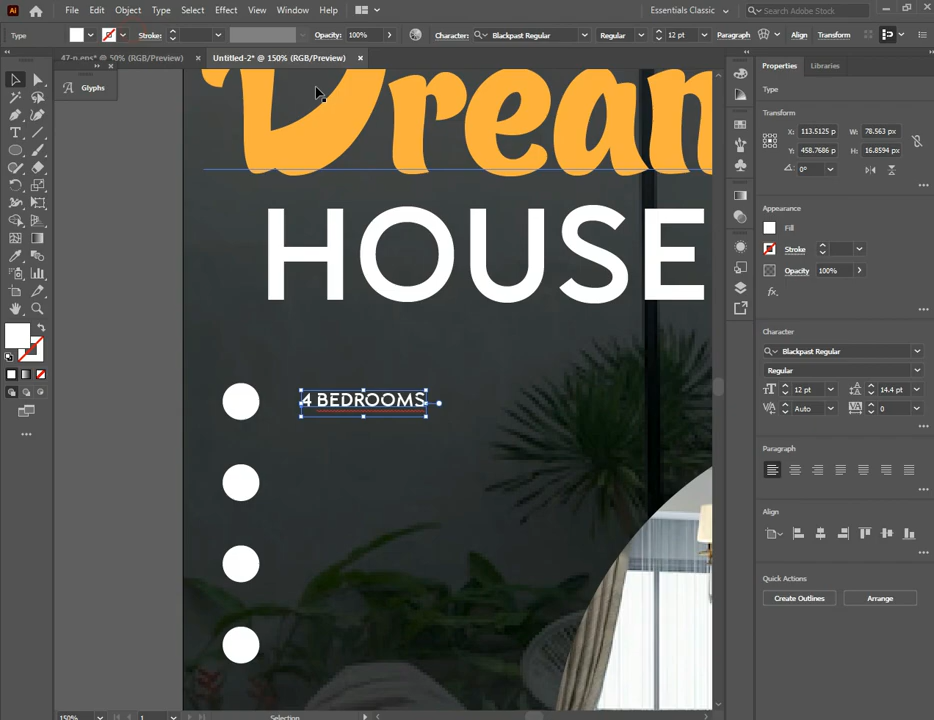 Ai File Edit Object Type Select Effect View Window Help Essentials Classic Search Adobe Stock
Type Stroke: Opacity: 100% Character: Blackpast Regular Regular 12 pt Paragraph Align Transform
47-n.eps* @ 50% (RGB/Preview) × Untitled-2* @ 150% (RGB/Preview) ×
Glyphs
Properties Libraries
Type
Transform
X: 113.5125 p W: 78.563 px
Y: 458.7686 p H: 16.8594 px
0°
Appearance
Fill
Stroke
Opacity 100%
fx.
Character
Blackpast Regular
Regular
12 pt 14.4 pt
Auto 0
Paragraph
Align
Quick Actions
Create Outlines Arrange
Dream
HOUSE
4 BEDROOMS
150% 1 Selection